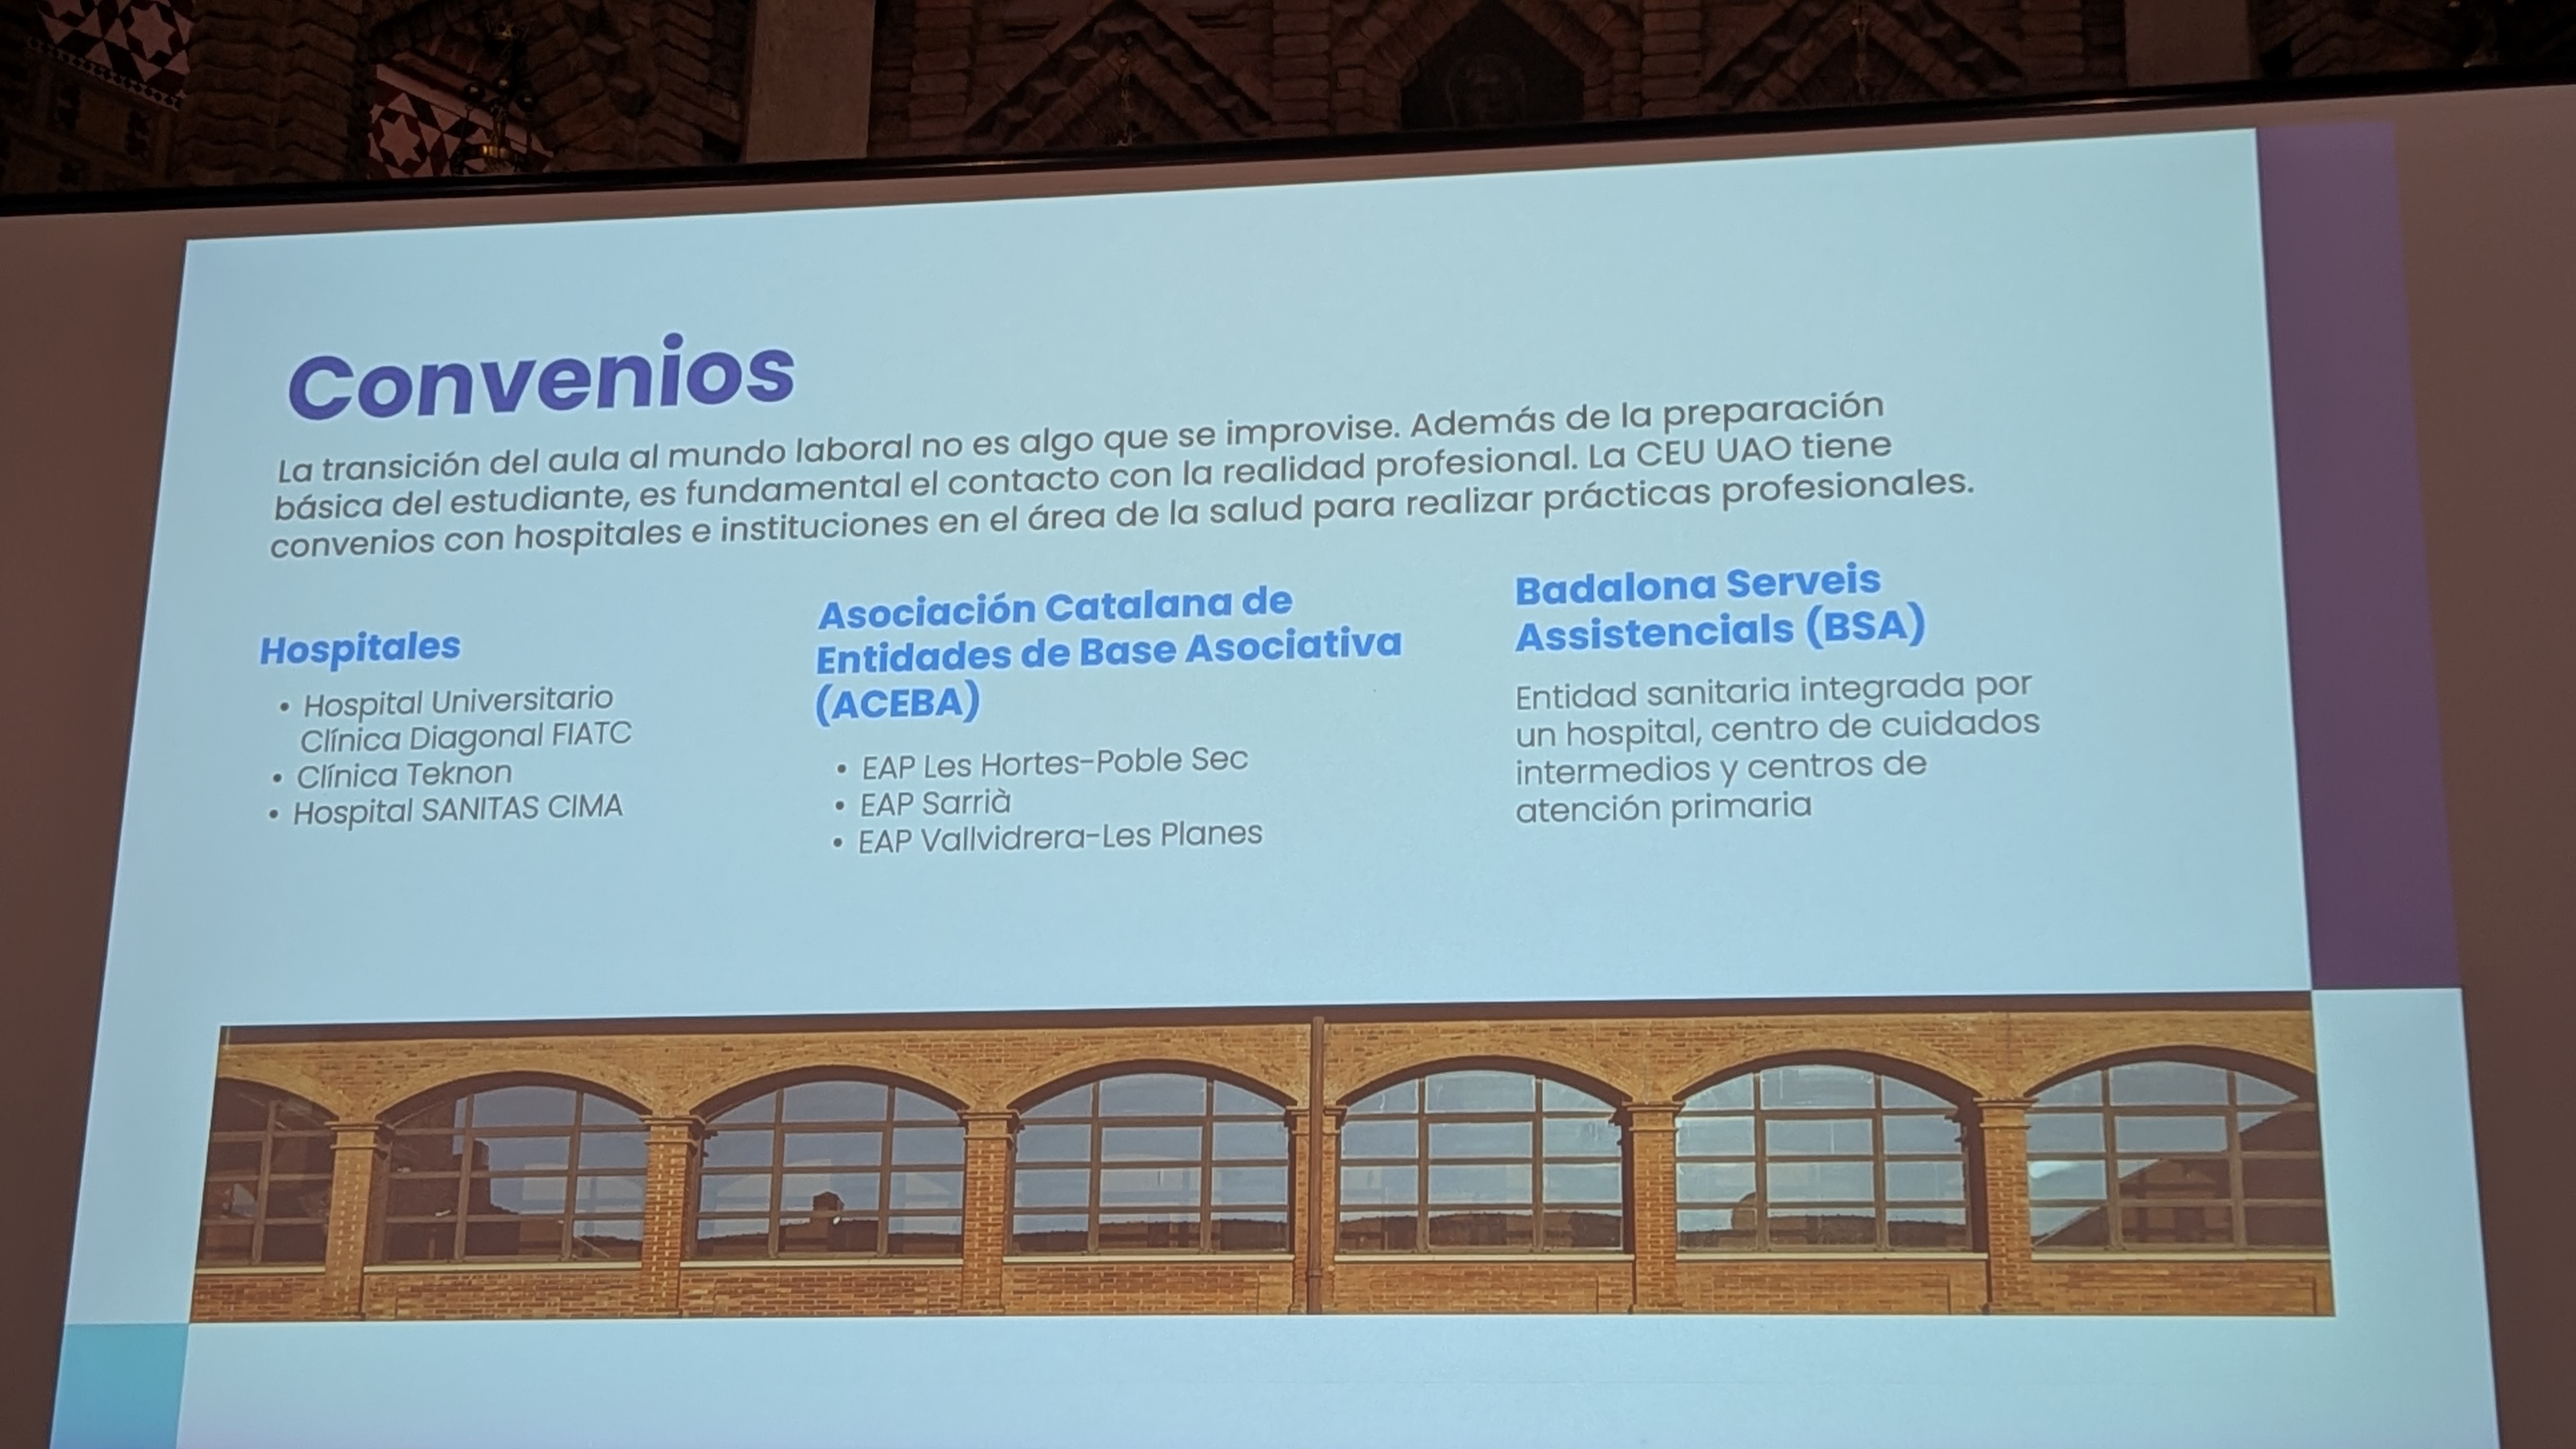 Convenios
La transición del aula al mundo laboral no es algo que se improvise. Además de la preparación
básica del estudiante, es fundamental el contacto con la realidad profesional. La CEU UAO tiene
convenios con hospitales e instituciones en el área de la salud para realizar prácticas profesionales.
Hospitales
• Hospital Universitario
Clínica Diagonal FIATC
• Clínica Teknon
• Hospital SANITAS CIMA
Asociación Catalana de
Entidades de Base Asociativa
(ACEBA)
• EAP Les Hortes-Poble Sec
• EAP Sarrià
• EAP Vallvidrera-Les Planes
Badalona Serveis
Assistencials (BSA)
Entidad sanitaria integrada por
un hospital, centro de cuidados
intermedios y centros de
atención primaria